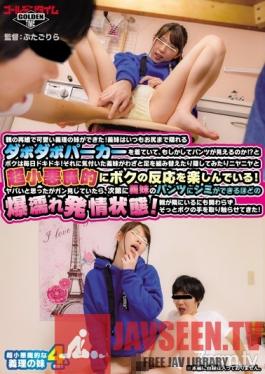 ゴールデンタイム
GOLDEN TIME
監督:ふたごりら
親の再婚で可愛い義理の妹ができた!義妹はいつもお尻まで隠れる
ダボダボパーカーを着ていて、もしかしてパンツが見えるのか!?と
ボクは毎日ドキドキ!それに気付いた義妹がわざと足を組み替えたり屈してみたりニヤニヤと
超小悪魔的にボクの反応を楽しんでいる!
ヤバいと思ったがガン見していたら、次第に義妹のパンツにシミができるほどの
爆濡れ発情状態!
親が隣にいるにも関わらず
そっとボクの手を取り触らせてきた!
I love PARIS
超小悪魔的な
義理の妹
4
JAVSEEN.TV
Free JAV Streaming